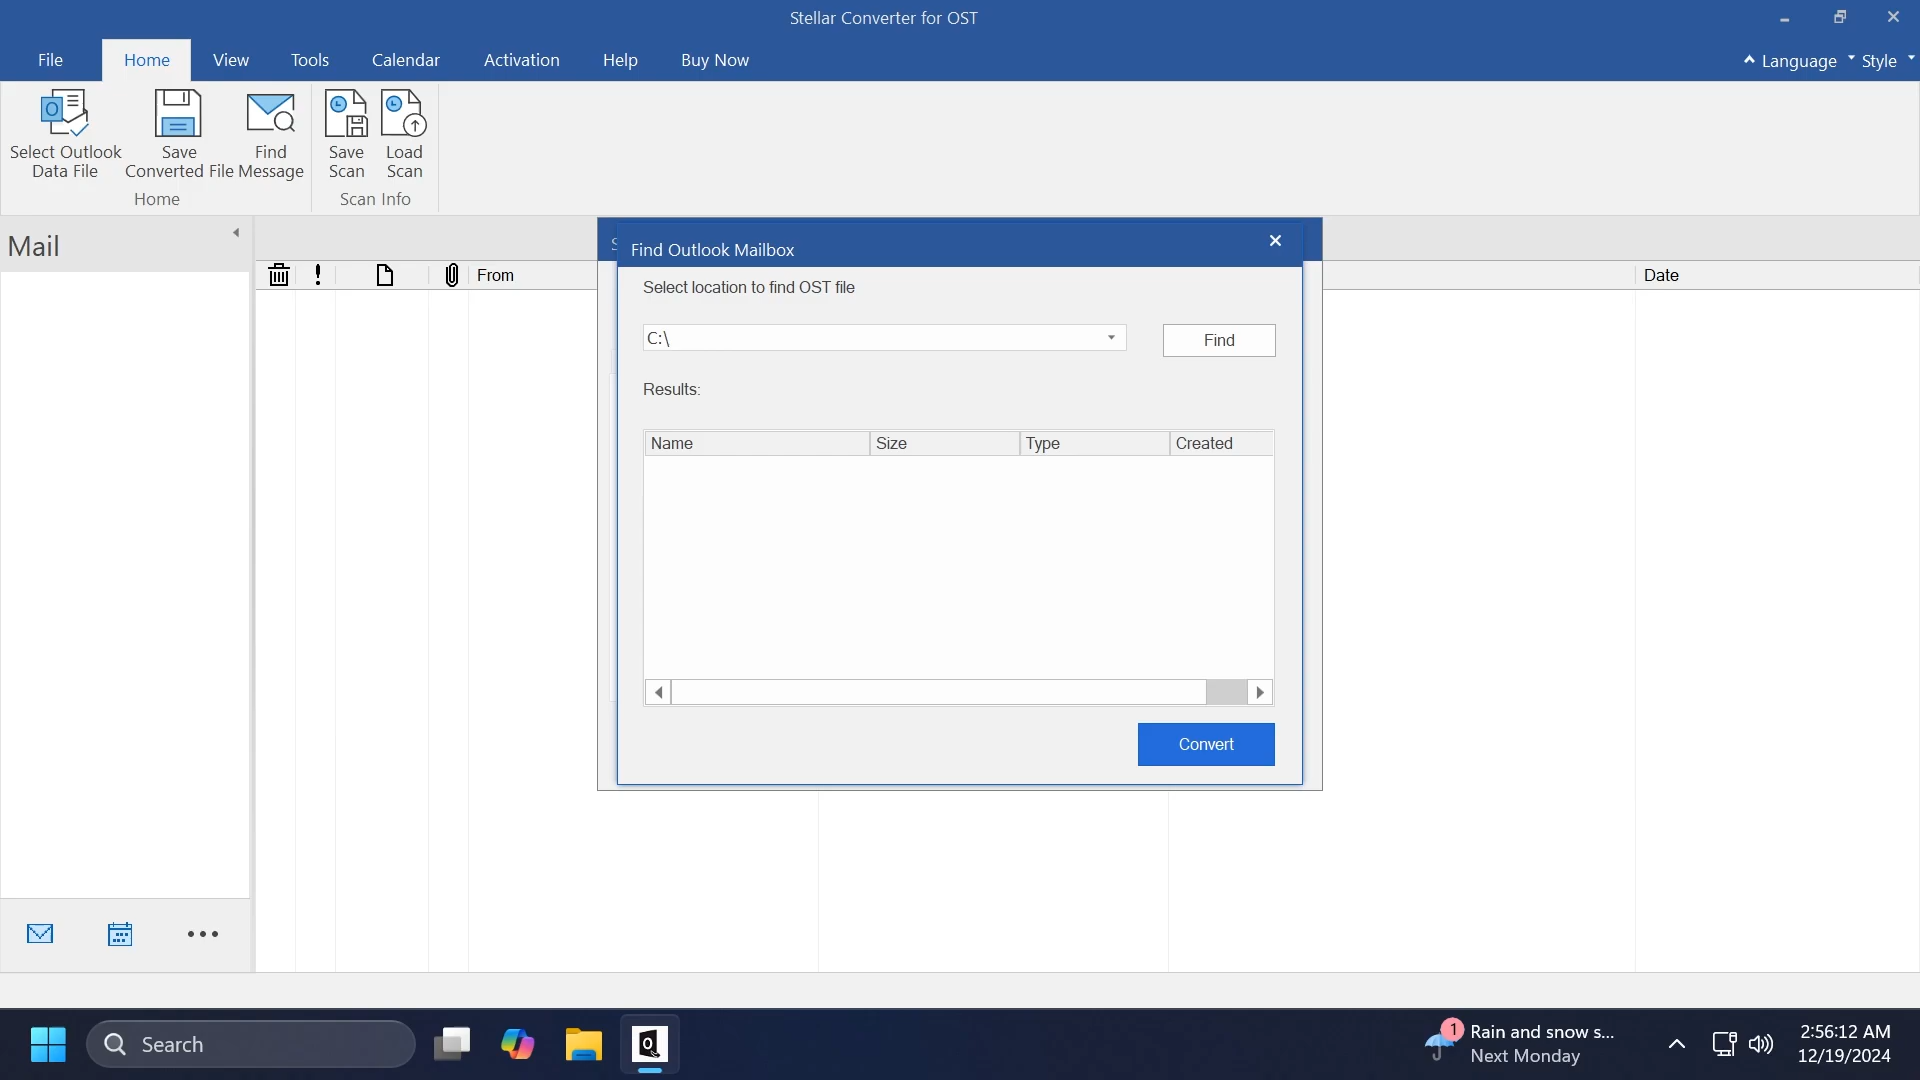 Stellar Converter for OST
File
Home
View
Tools
Calendar
Activation
Help
Buy Now
Language
Style
Select Outlook
Data File
Save
Converted File
Find
Message
Save
Scan
Load
Scan
Home
Scan Info
Mail
From
Date
Find Outlook Mailbox
Select location to find OST file
C:\
Find
Results:
Name
Size
Type
Created
Convert
Search
1
Rain and snow s...
Next Monday
2:56:12 AM
12/19/2024